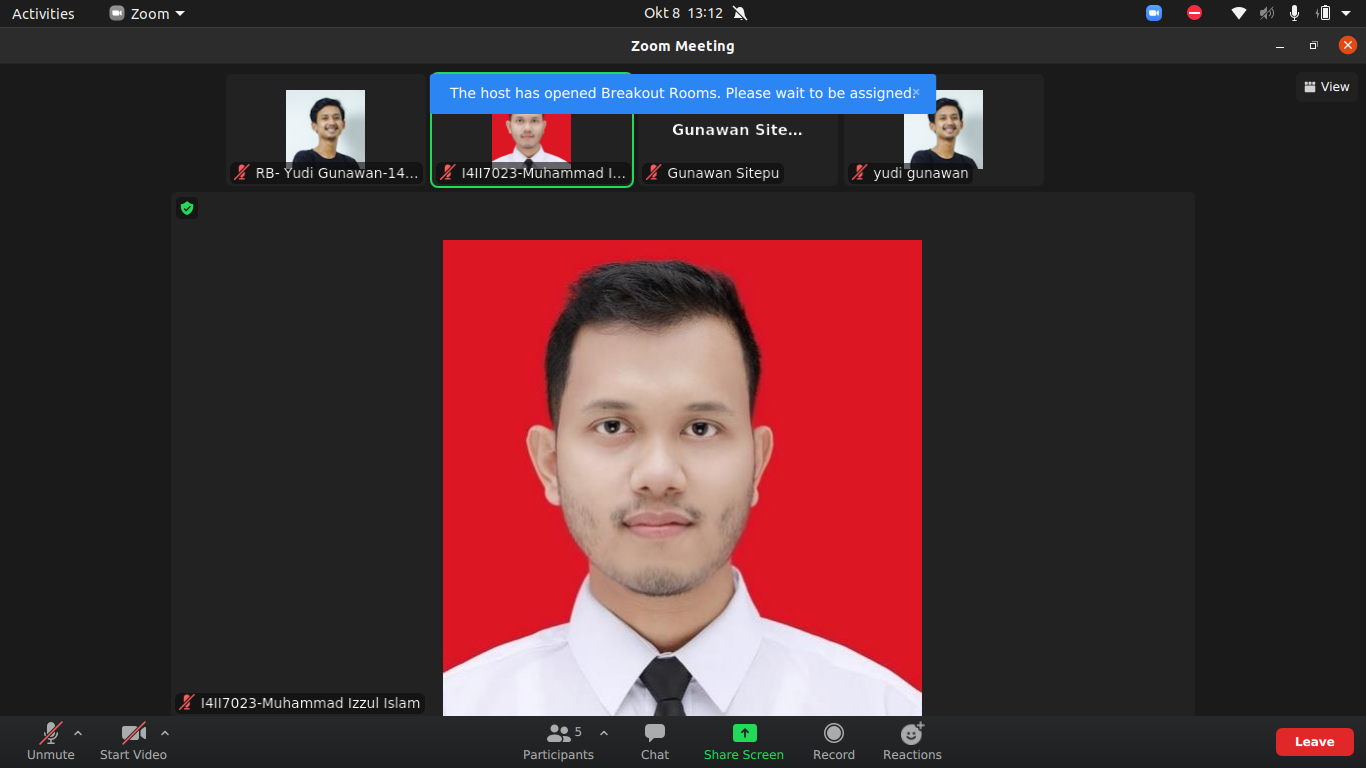 Activities
Zoom
Okt 8 13:12
Zoom Meeting
The host has opened Breakout Rooms. Please wait to be assigned.
View
Gunawan Site...
RB- Yudi Gunawan-14...
I4II7023-Muhammad I...
Gunawan Sitepu
yudi gunawan
I4II7023-Muhammad Izzul Islam
Unmute
Start Video
Participants
5
Chat
Share Screen
Record
Reactions
Leave